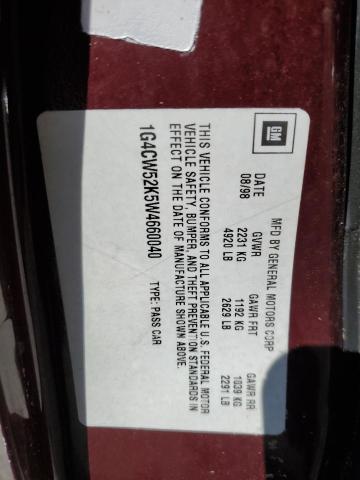 GM
MFD BY GENERAL MOTORS CORP
DATE GVWR GAWR FRT GAWR RR
08/98 2231 KG 1192 KG 1039 KG
4920 LB 2629 LB 2291 LB
THIS VEHICLE CONFORMS TO ALL APPLICABLE U.S. FEDERAL MOTOR
VEHICLE SAFETY, BUMPER, AND THEFT PREVENTION STANDARDS IN
EFFECT ON THE DATE OF MANUFACTURE SHOWN ABOVE.
1G4CW52K5W4660040 TYPE: PASS CAR